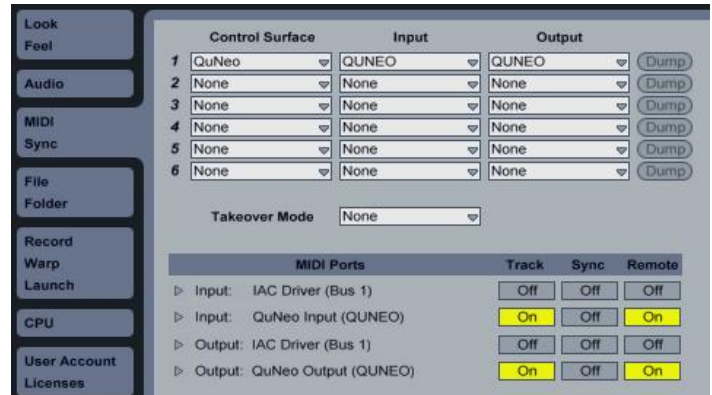 Look
Feel
Audio
MIDI
Sync
File
Folder
Record
Warp
Launch
CPU
User Account
Licenses
Control Surface Input Output
1 QuNeo QUNEO QUNEO Dump
2 None None None Dump
3 None None None Dump
4 None None None Dump
5 None None None Dump
6 None None None Dump
Takeover Mode None
MIDI Ports Track Sync Remote
Input: IAC Driver (Bus 1) Off Off Off
Input: QuNeo Input (QUNEO) On Off On
Output: IAC Driver (Bus 1) Off Off Off
Output: QuNeo Output (QUNEO) On Off On